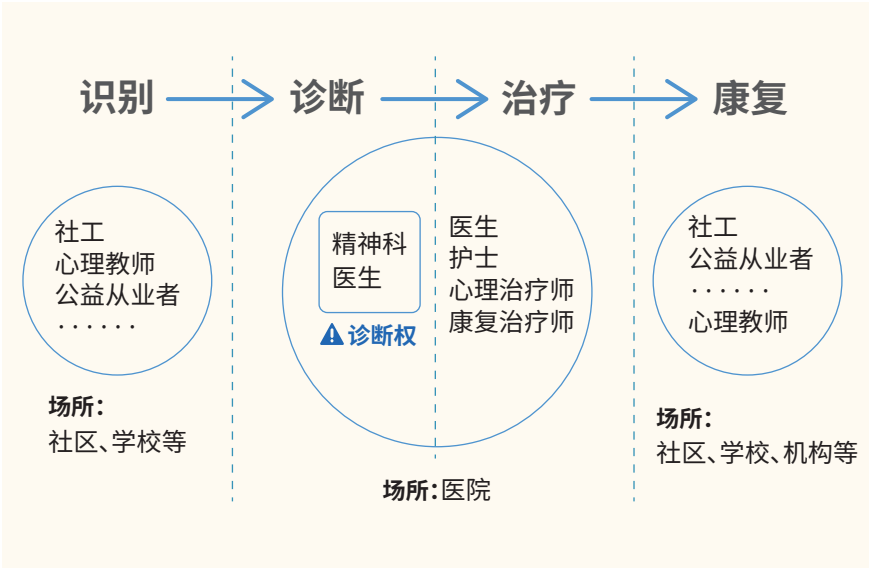 识别
诊断
治疗
康复
社工
心理教师
公益从业者
······
场所：
社区、学校等
精神科
医生
诊断权
医生
护士
心理治疗师
康复治疗师
场所：医院
社工
公益从业者
······
心理教师
场所：
社区、学校、机构等